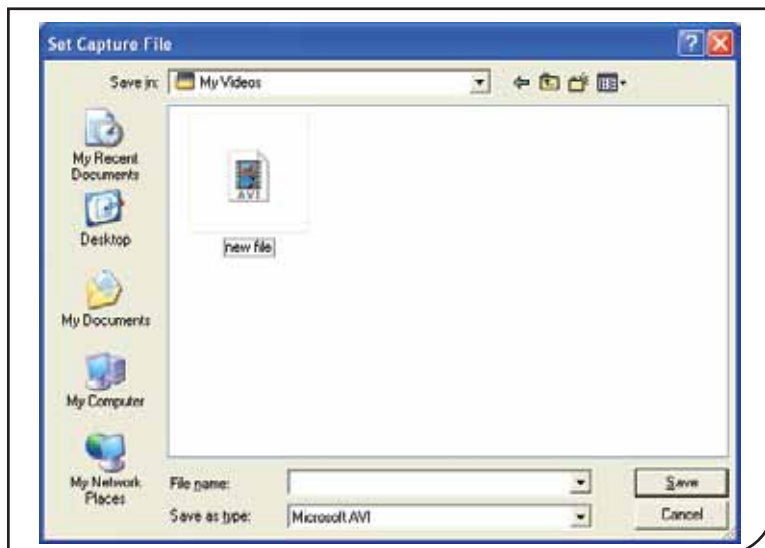 Set Capture File
Save in:
My Videos
My Recent
Documents
Desktop
My Documents
My Computer
My Network
Places
AVI
new file
File name:
Save
Save as type:
Microsoft AVI
Cancel